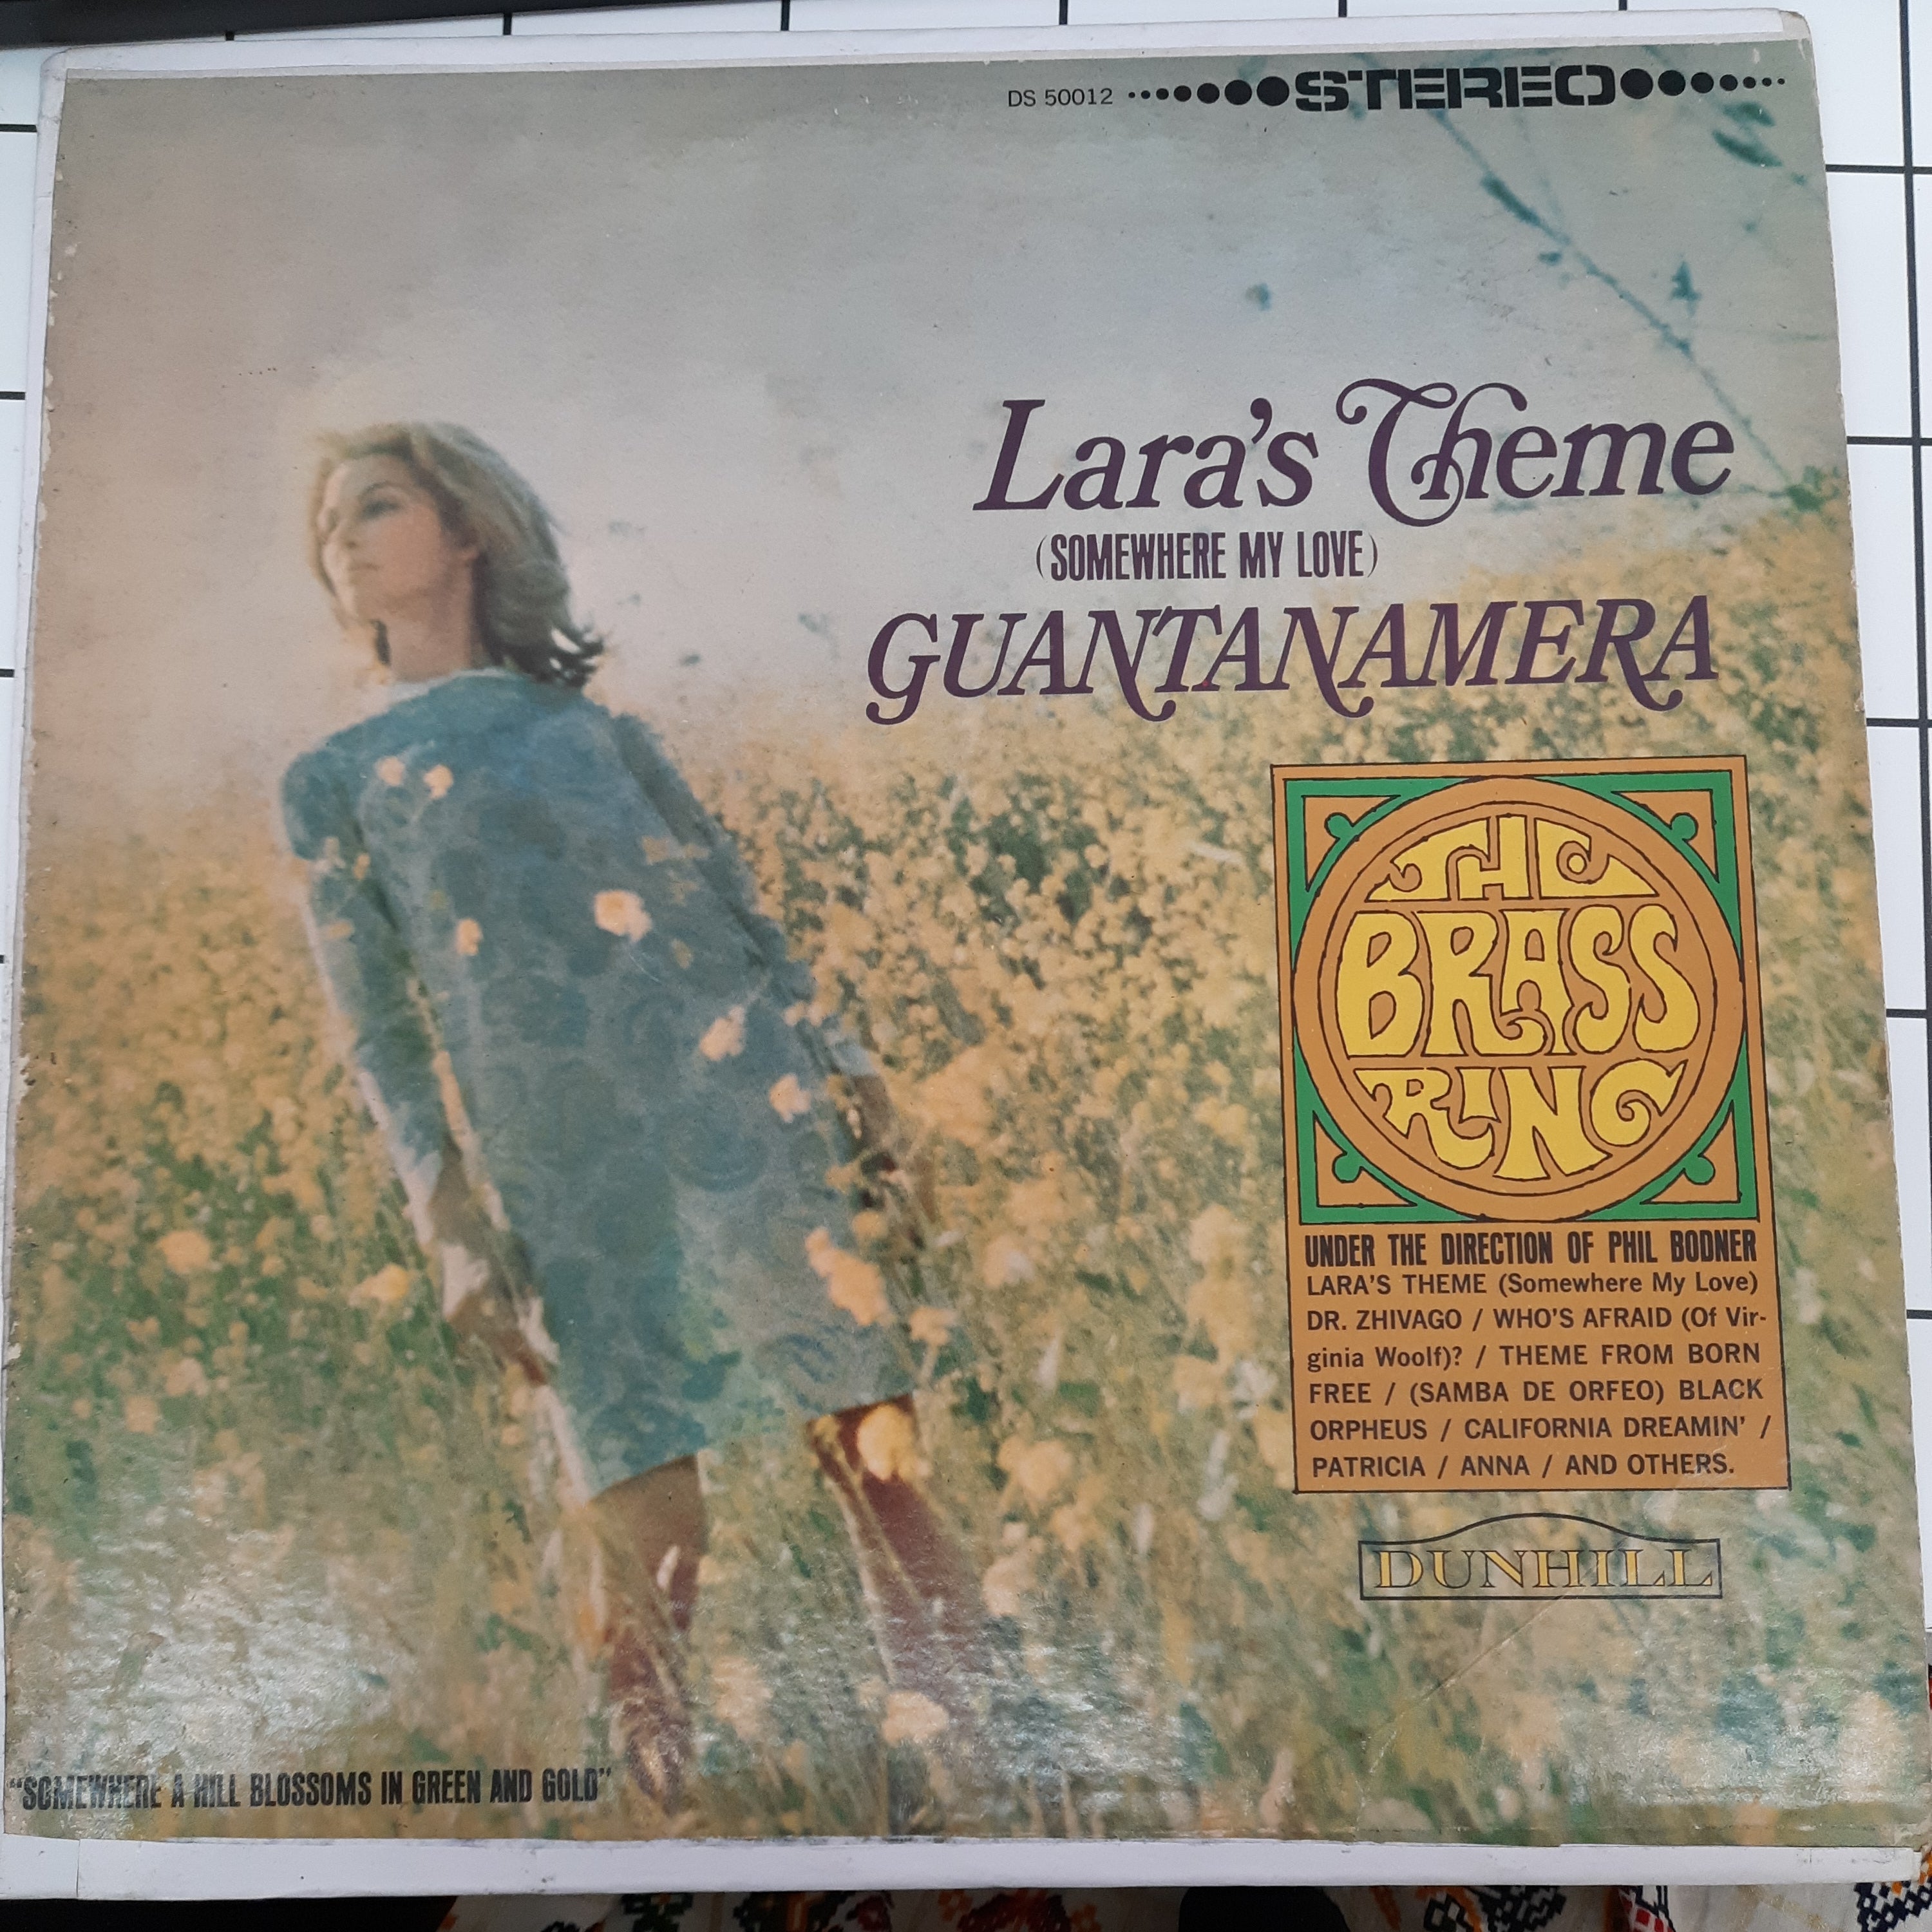 DS 50012 STEREO
Lara's Theme
(SOMEWHERE MY LOVE)
GUANTANAMERA
THE
BRASS
RING
UNDER THE DIRECTION OF PHIL BODNER
LARA'S THEME (Somewhere My Love)
DR. ZHIVAGO / WHO'S AFRAID (Of Vir-
ginia Woolf)? / THEME FROM BORN
FREE / (SAMBA DE ORFEO) BLACK
ORPHEUS / CALIFORNIA DREAMIN' /
PATRICIA / ANNA / AND OTHERS.
DUNHILL
"SOMEWHERE A HILL BLOSSOMS IN GREEN AND GOLD"